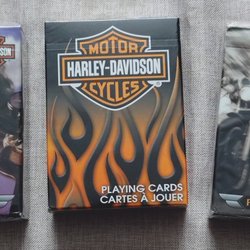 MOTOR
HARLEY-DAVIDSON
CYCLES
PLAYING CARDS
CARTES À JOUER